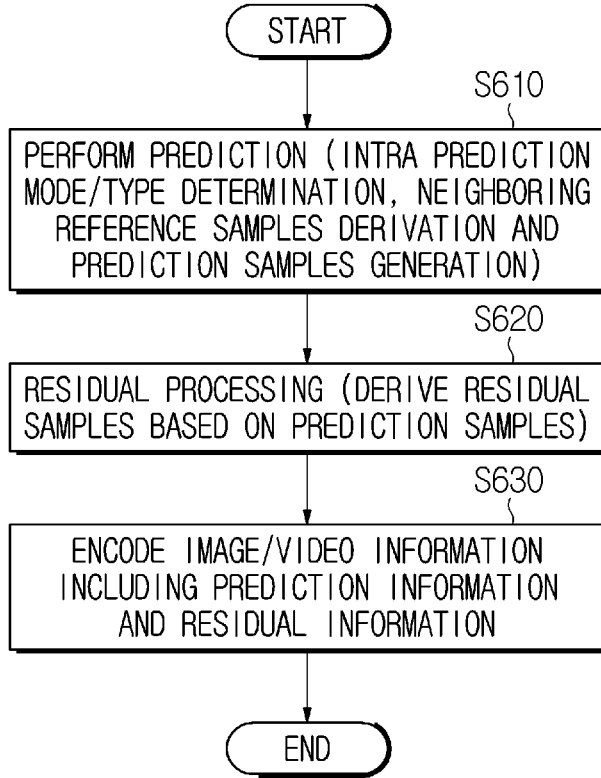 START
S610
PERFORM PREDICTION (INTRA PREDICTION
MODE/TYPE DETERMINATION, NEIGHBORING
REFERENCE SAMPLES DERIVATION AND
PREDICTION SAMPLES GENERATION)
S620
RESIDUAL PROCESSING (DERIVE RESIDUAL
SAMPLES BASED ON PREDICTION SAMPLES)
S630
ENCODE IMAGE/VIDEO INFORMATION
INCLUDING PREDICTION INFORMATION
AND RESIDUAL INFORMATION
END